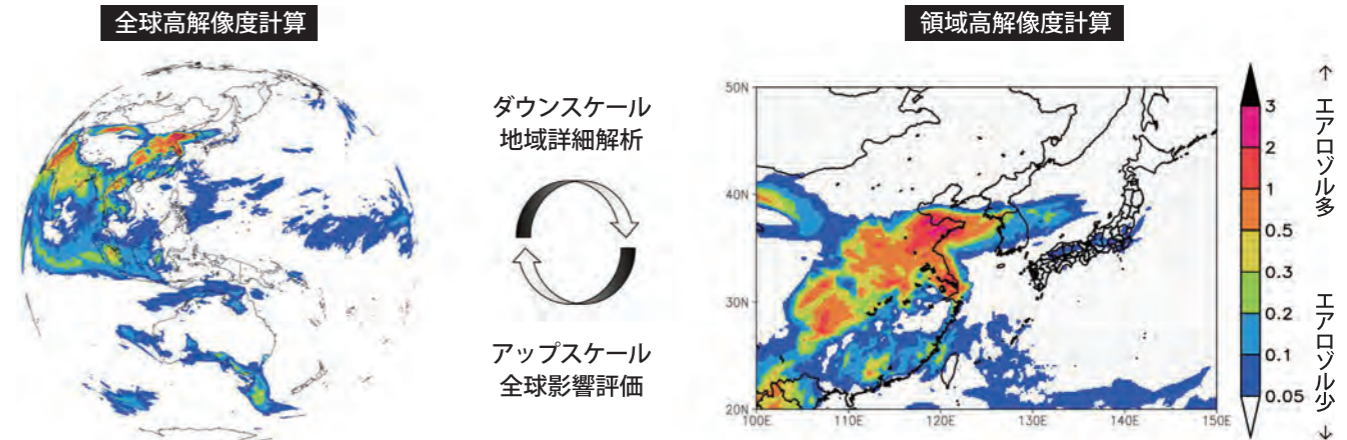 全球高解像度計算
領域高解像度計算
ダウンスケール
地域詳細解析
アップスケール
全球影響評価
50N
40N
30N
20N
100E
110E
120E
130E
140E
150E
3
2
1
0.5
0.3
0.2
0.1
0.05
↑ エアロゾル多
エアロゾル少 ↓